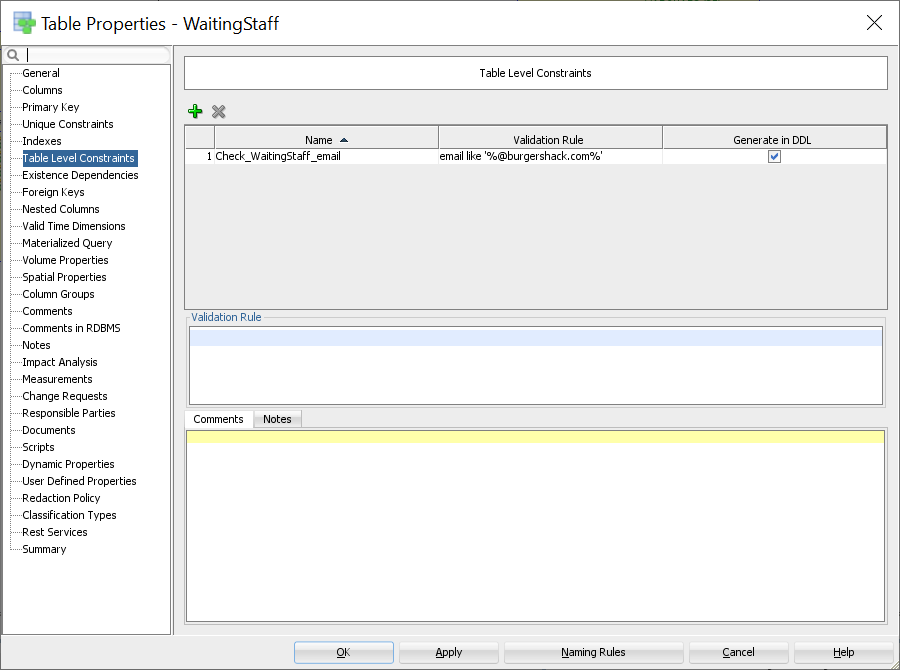 Table Properties - WaitingStaff
General
Columns
Primary Key
Unique Constraints
Indexes
Table Level Constraints
Existence Dependencies
Foreign Keys
Nested Columns
Valid Time Dimensions
Materialized Query
Volume Properties
Spatial Properties
Column Groups
Comments
Comments in RDBMS
Notes
Impact Analysis
Measurements
Change Requests
Responsible Parties
Documents
Scripts
Dynamic Properties
User Defined Properties
Redaction Policy
Classification Types
Rest Services
Summary
Table Level Constraints
Name Validation Rule Generate in DDL
1 Check_WaitingStaff_email email like '%@burgershack.com%'
Validation Rule
Comments Notes
OK Apply Naming Rules Cancel Help